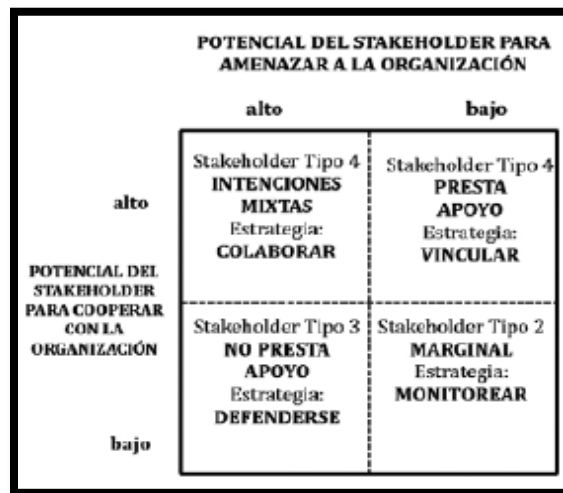 POTENCIAL DEL STAKEHOLDER PARA
AMENAZAR A LA ORGANIZACIÓN
alto
bajo
alto
Stakeholder Tipo 4
INTENCIONES
MIXTAS
Estrategia:
COLABORAR
Stakeholder Tipo 4
PRESTA
APOYO
Estrategia:
VINCULAR
POTENCIAL DEL
STAKEHOLDER
PARA COOPERAR
CON LA
ORGANIZACIÓN
Stakeholder Tipo 3
NO PRESTA
APOYO
Estrategia:
DEFENDERSE
Stakeholder Tipo 2
MARGINAL
Estrategia:
MONITOREAR
bajo